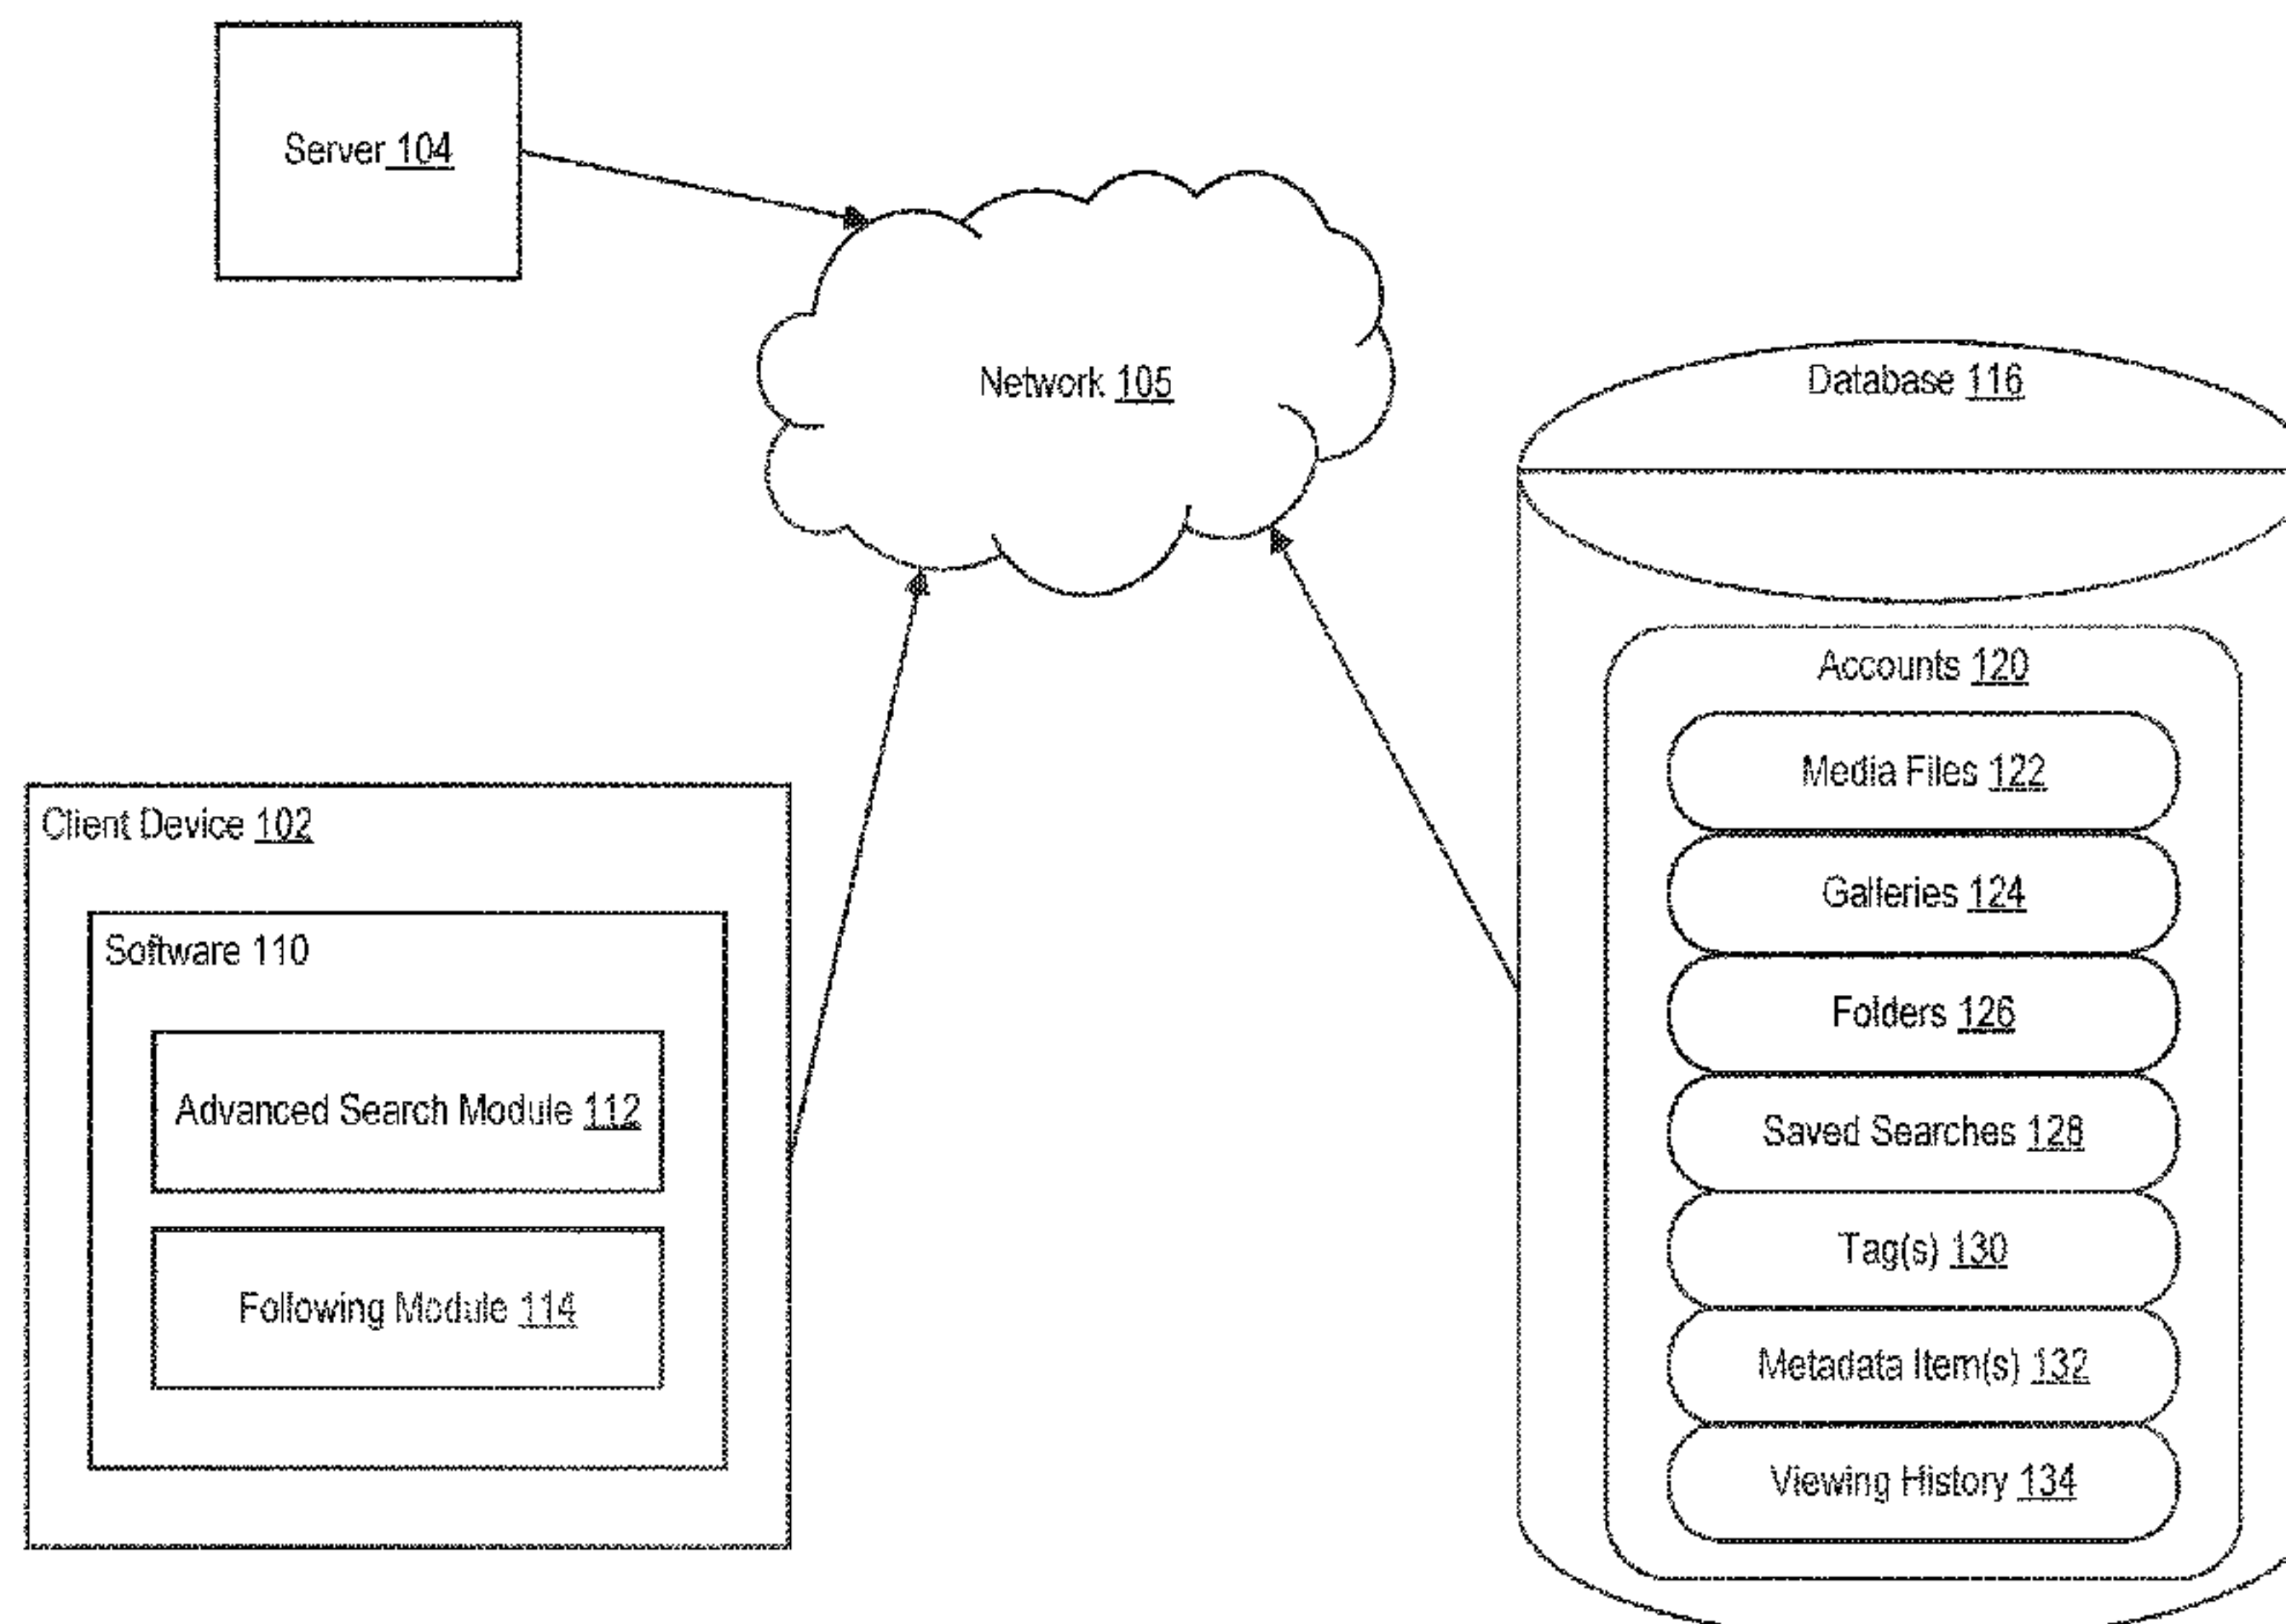 Server 104
Network 105
Database 116
Accounts 120
Media Files 122
Galleries 124
Folders 126
Saved Searches 128
Tag(s) 130
Metadata Item(s) 132
Viewing History 134
Client Device 102
Software 110
Advanced Search Module 112
Following Module 114